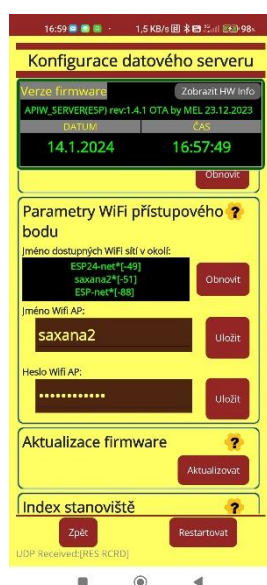 16:59 1,5 KB/s 98%
Konfigurace datového serveru
Verze firmware Zobrazit HW Info
APIW_SERVER(ESP) rev:1.4.1 OTA by MEL 23.12.2023
DATUM ČAS
14.1.2024 16:57:49
Obnovit
Parametry WiFi přístupového ?
bodu
Jméno dostupných WiFi sítí v okolí:
ESP24-net*[-49]
saxana2*[-51]
ESP-net*[-88]
Obnovit
Jméno Wifi AP:
saxana2
Uložit
Heslo Wifi AP:
••••••••••••
Uložit
Aktualizace firmware ?
Aktualizovat
Index stanoviště ?
Zpět Restartovat
UDP Received:[RES RCRD]